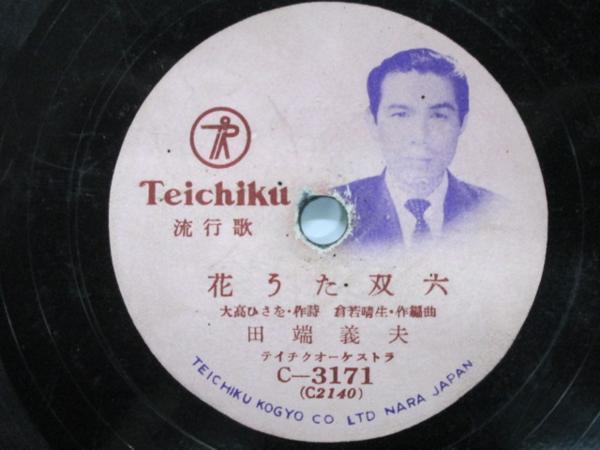 Teichiku
流行歌
花うた双六
大高ひさを・作詩 倉若晴生・作編曲
田端義夫
テイチクオーケストラ
C—3171
(C2140)
TEICHIKU KOGYO CO LTD NARA JAPAN